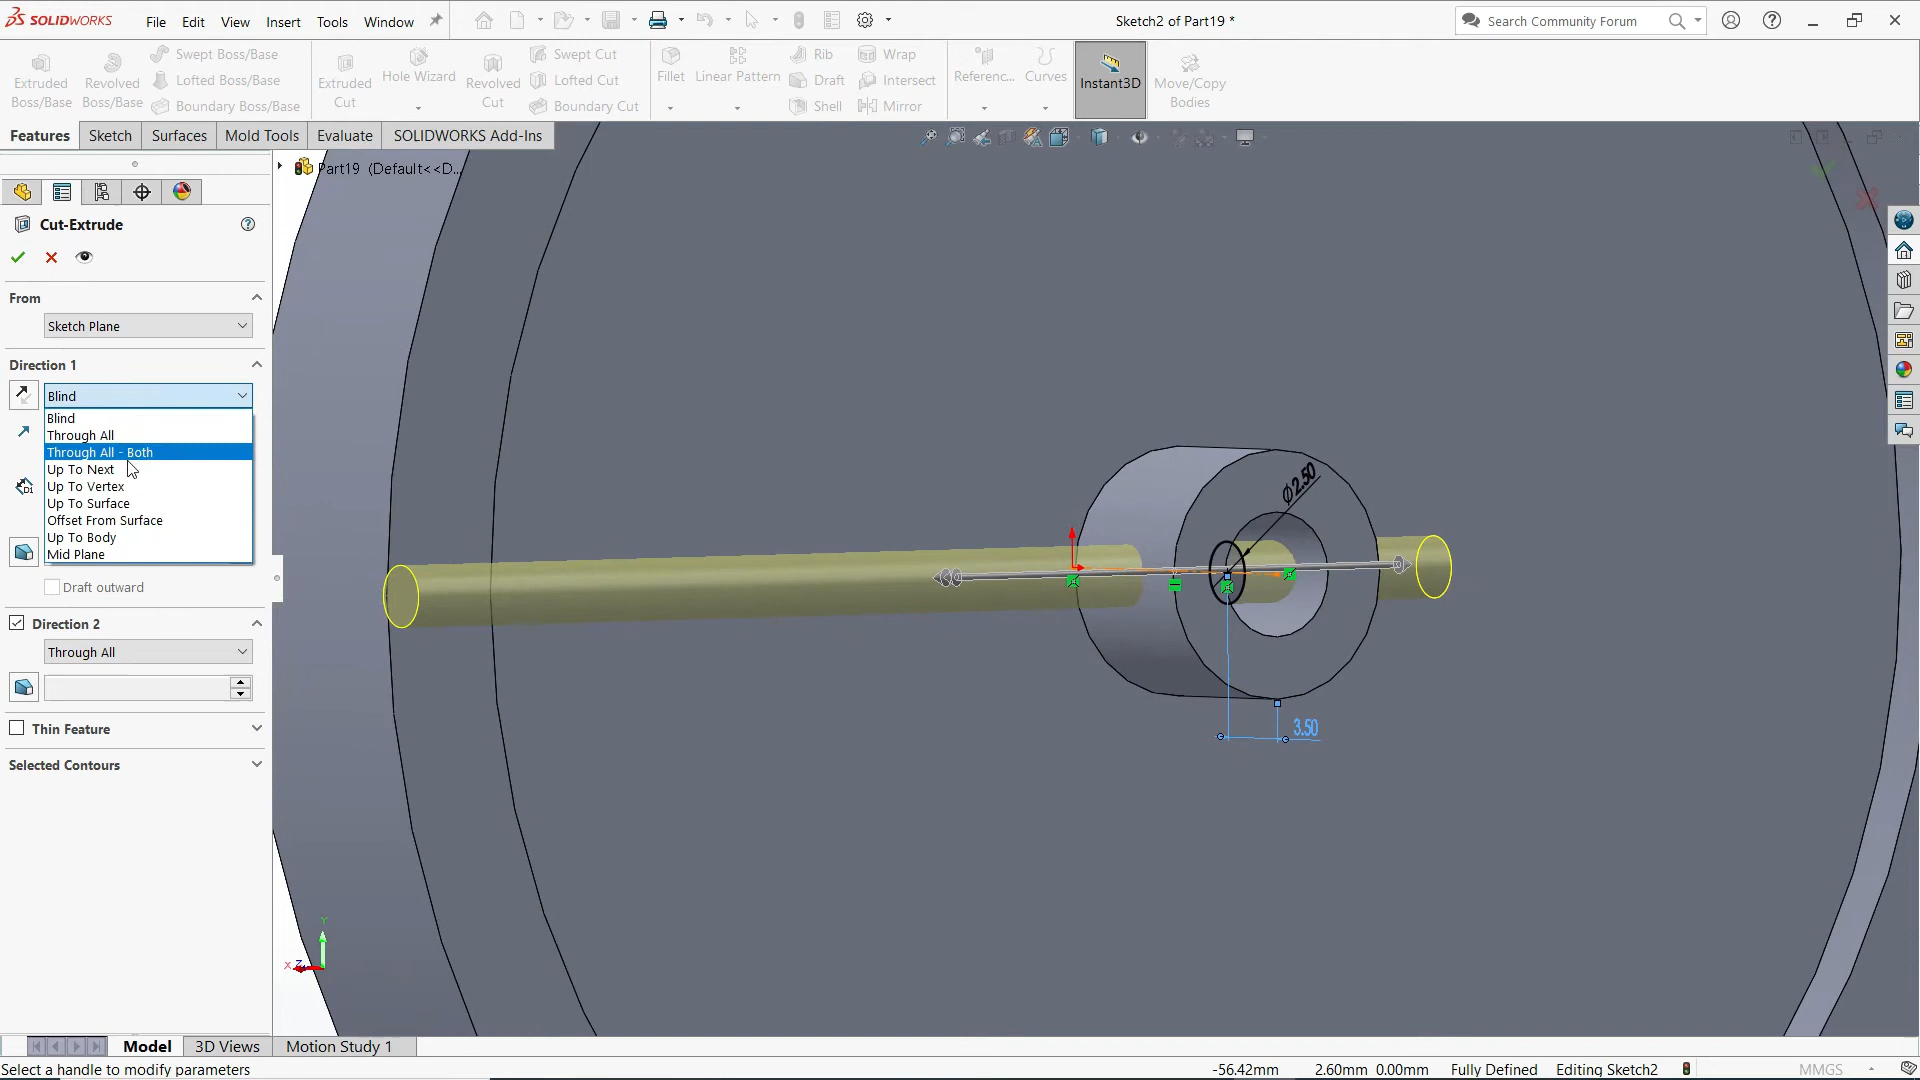 SOLIDWORKS
File
Edit
View
Insert
Tools
Window
Sketch2 of Part19 *
Search Community Forum
Extruded Boss/Base
Revolved Boss/Base
Swept Boss/Base
Lofted Boss/Base
Boundary Boss/Base
Extruded Cut
Hole Wizard
Revolved Cut
Swept Cut
Lofted Cut
Boundary Cut
Fillet
Linear Pattern
Rib
Draft
Shell
Wrap
Intersect
Mirror
Referenc...
Curves
Instant3D
Move/Copy Bodies
Features
Sketch
Surfaces
Mold Tools
Evaluate
SOLIDWORKS Add-Ins
Part19 (Default<<D...
Cut-Extrude
From
Sketch Plane
Direction 1
Blind
Blind
Through All
Through All - Both
Up To Next
Up To Vertex
Up To Surface
Offset From Surface
Up To Body
Mid Plane
Draft outward
Direction 2
Through All
Thin Feature
Selected Contours
Ø2.50
3.50
Y
X
Z
Model
3D Views
Motion Study 1
Select a handle to modify parameters
-56.42mm
2.60mm
0.00mm
Fully Defined
Editing Sketch2
MMGS